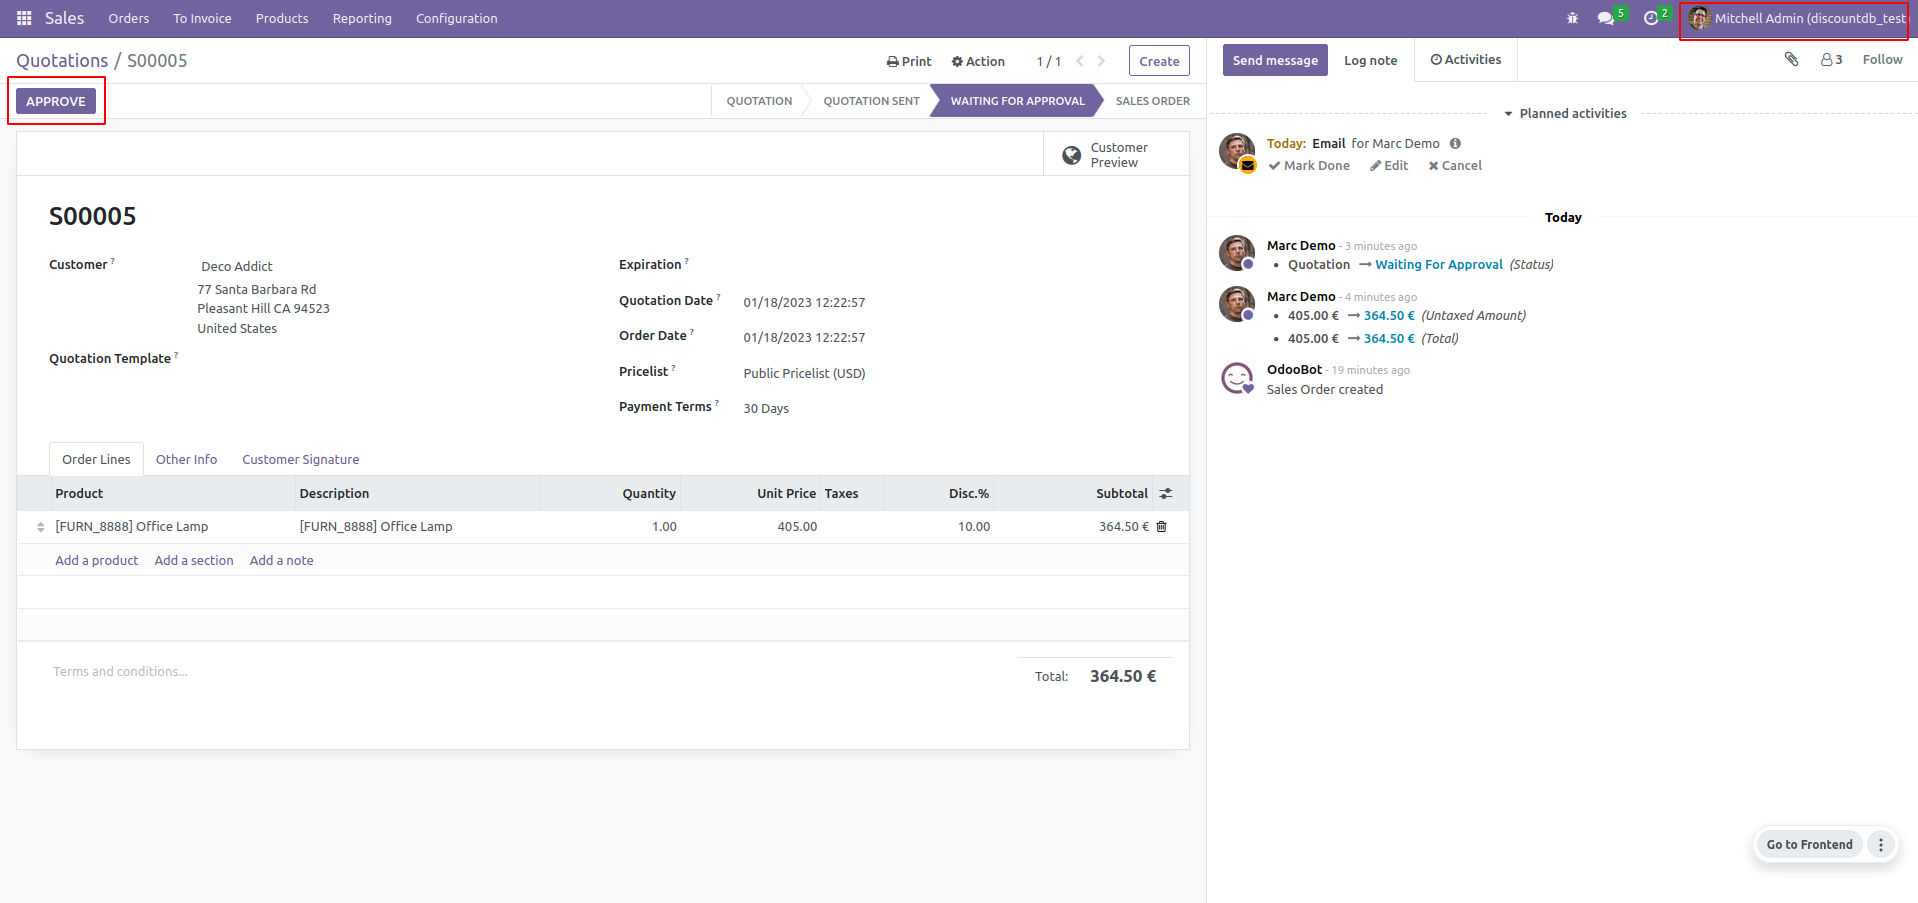 Sales Orders To Invoice Products Reporting Configuration 5 2 Mitchell Admin (discountdb_test
Quotations / S00005 Print Action 1 / 1 Create
APPROVE QUOTATION QUOTATION SENT WAITING FOR APPROVAL SALES ORDER
Customer
Preview
S00005
Customer ? Deco Addict
77 Santa Barbara Rd
Pleasant Hill CA 94523
United States
Quotation Template ?
Expiration ?
Quotation Date ? 01/18/2023 12:22:57
Order Date ? 01/18/2023 12:22:57
Pricelist ? Public Pricelist (USD)
Payment Terms ? 30 Days
Order Lines Other Info Customer Signature
Product Description Quantity Unit Price Taxes Disc.% Subtotal
[FURN_8888] Office Lamp [FURN_8888] Office Lamp 1.00 405.00 10.00 364.50 €
Add a product Add a section Add a note
Terms and conditions...
Total: 364.50 €
Send message Log note Activities 3 Follow
Planned activities
Today: Email for Marc Demo
Mark Done Edit Cancel
Today
Marc Demo - 3 minutes ago
• Quotation → Waiting For Approval (Status)
Marc Demo - 4 minutes ago
• 405.00 € → 364.50 € (Untaxed Amount)
• 405.00 € → 364.50 € (Total)
OdooBot - 19 minutes ago
Sales Order created
Go to Frontend